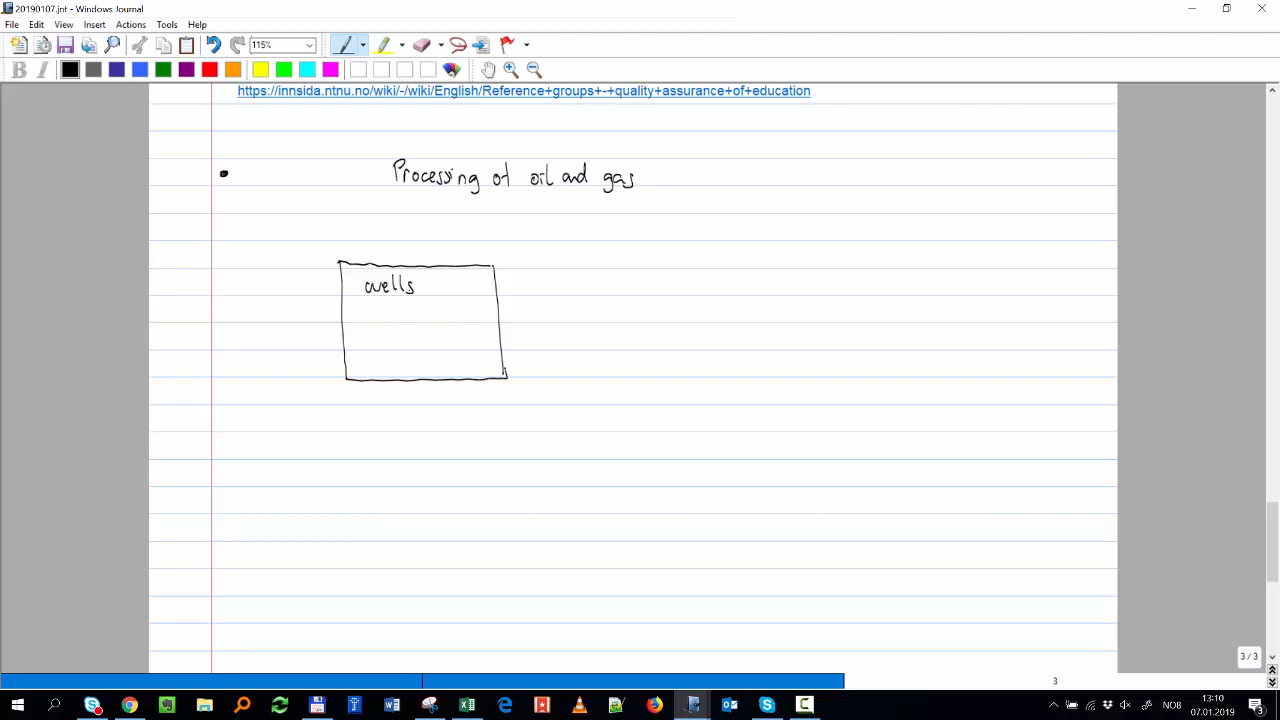 20190107.jnt - Windows Journal
File Edit View Insert Actions Tools Help
115%
B I
https://innsida.ntnu.no/wiki/-/wiki/English/Reference+groups+-+quality+assurance+of+education
Processing of oil and gas
wells
3 / 3
3
13:10
NOB
07.01.2019
3